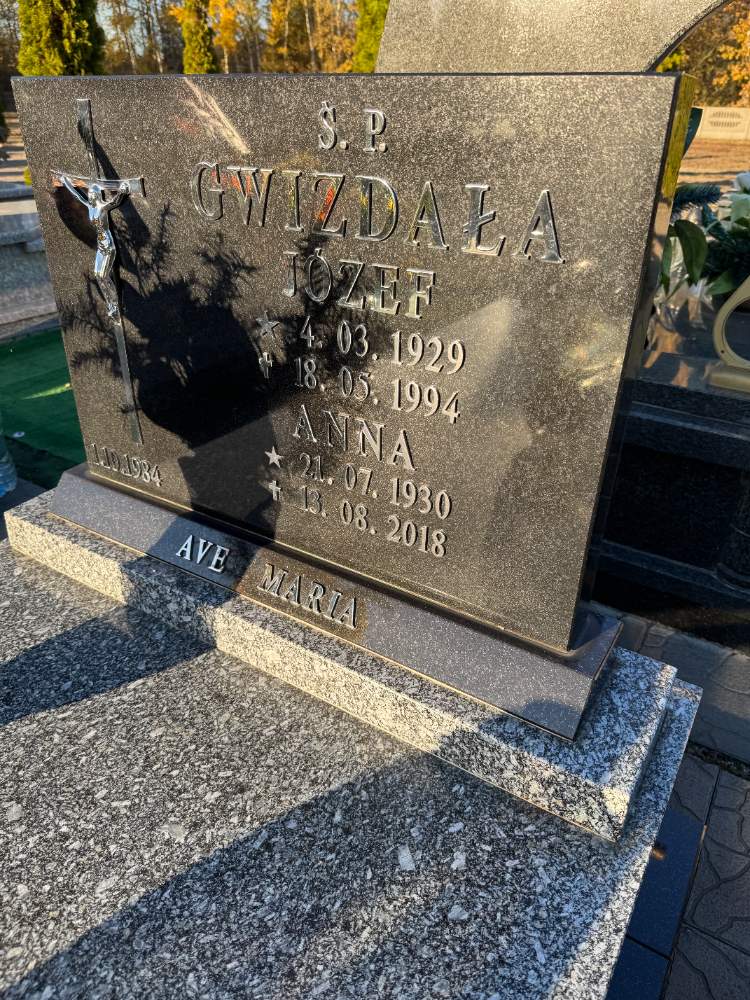 Ś. P.
GWIZDAŁA
JÓZEF
4. 03. 1929
18. 05. 1994
ANNA
21. 07. 1930
13. 08. 2018
1.10.1984
AVE MARIA